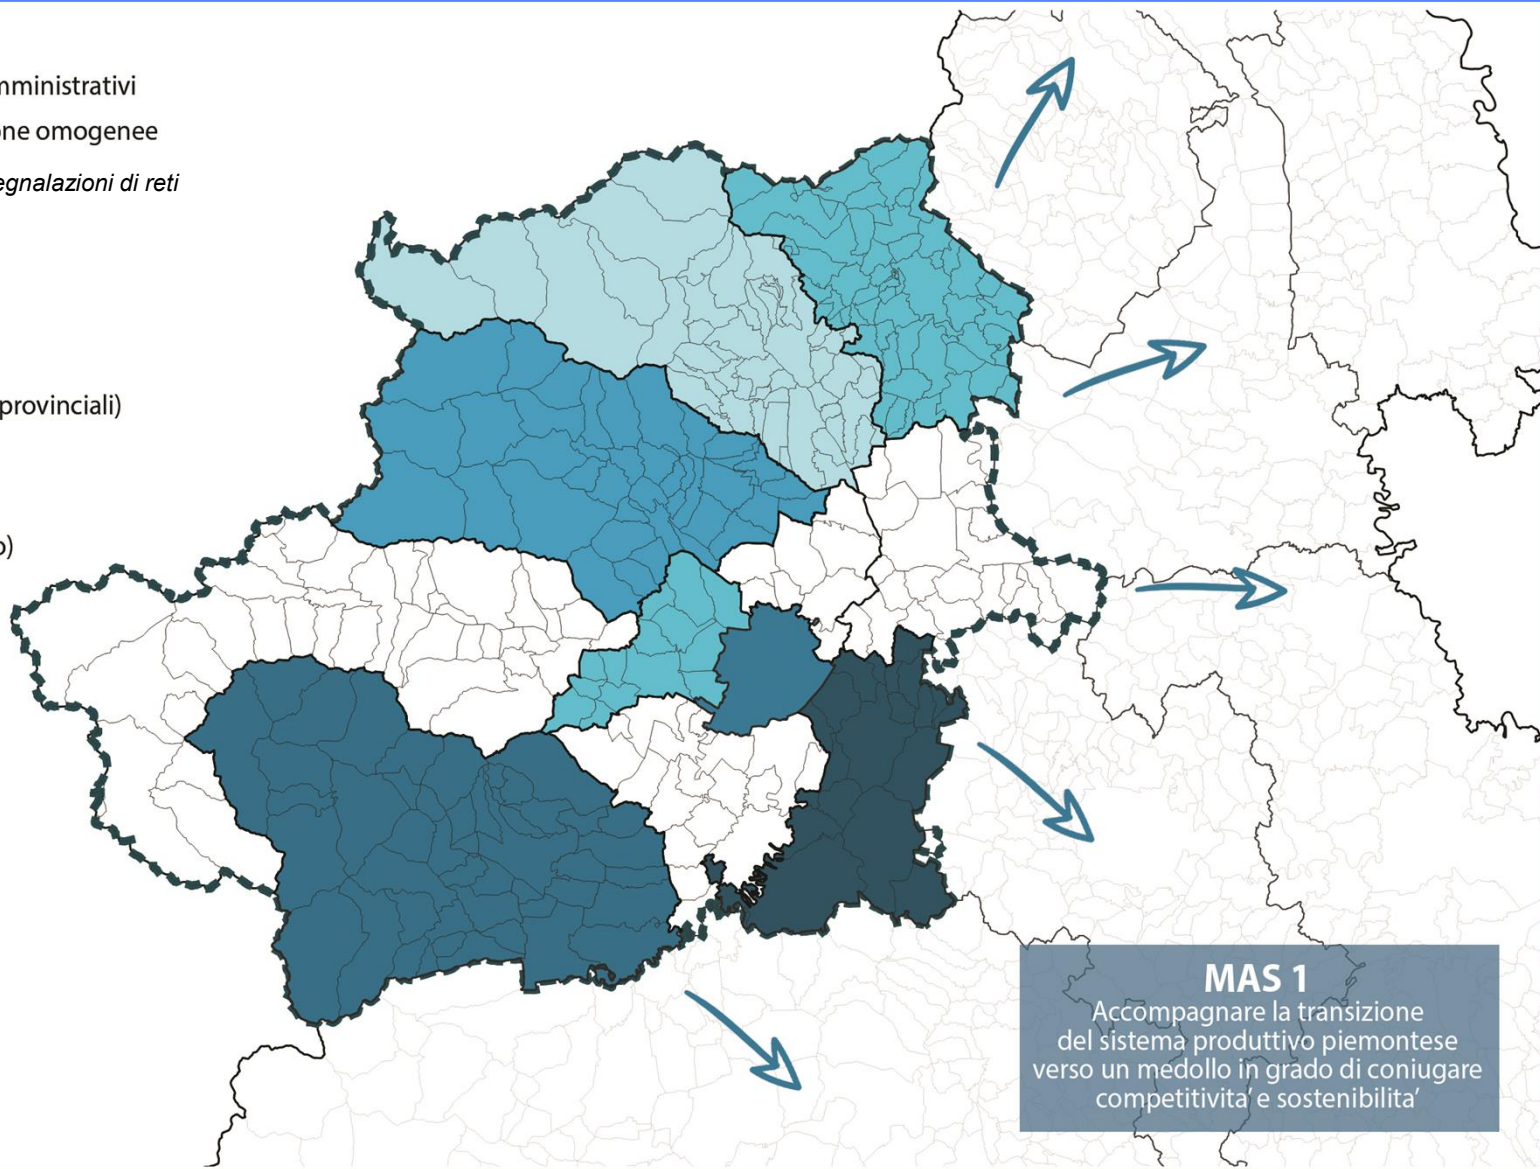 mministrativi
one omogenee
egnalazioni di reti
provinciali)
o)
MAS 1
Accompagnare la transizione
del sistema produttivo piemontese
verso un medollo in grado di coniugare
competitivita' e sostenibilita'